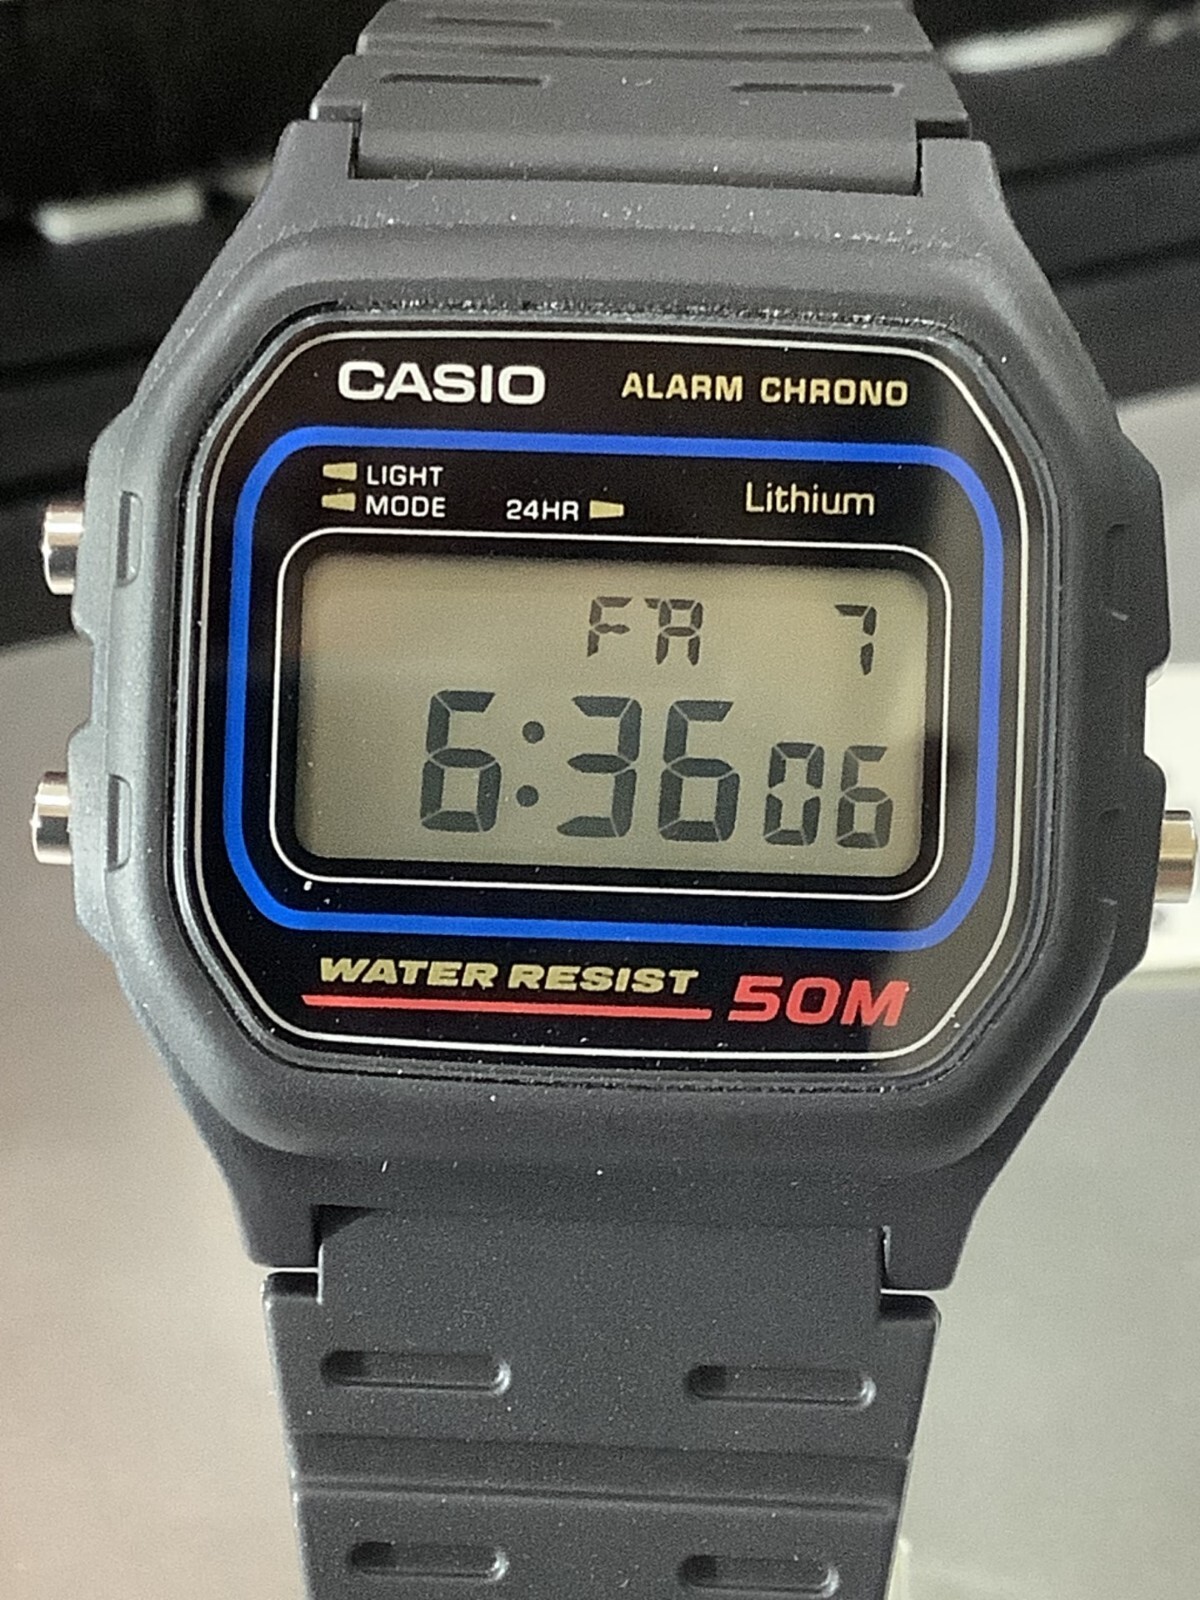 CASIO ALARM CHRONO
LIGHT
MODE 24HR Lithium
FR 7
6:36 06
WATER RESIST 50M